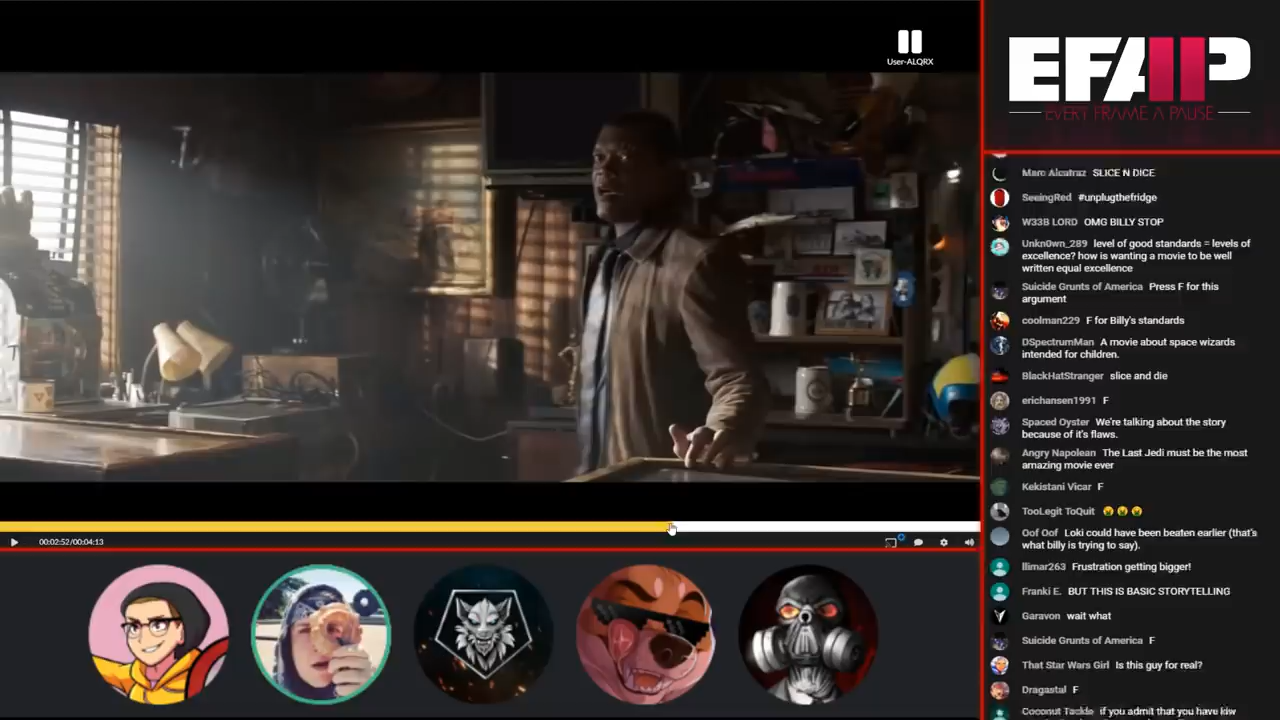 User-ALQRX
00:02:52/00:04:13
EFAP
EVERY FRAME A PAUSE
Marc Alcatraz SLICE N DICE
SeeingRed #unplugthefridge
W33B LORD OMG BILLY STOP
Unkn0wn_289 level of good standards = levels of
excellence? how is wanting a movie to be well
written equal excellence
Suicide Grunts of America Press F for this
argument
coolman229 F for Billy's standards
DSpectrumMan A movie about space wizards
intended for children.
BlackHatStranger slice and die
erichansen1991 F
Spaced Oyster We're talking about the story
because of it's flaws.
Angry Napolean The Last Jedi must be the most
amazing movie ever
Kekistani Vicar F
TooLegit ToQuit
Oof Oof Loki could have been beaten earlier (that's
what billy is trying to say).
llimar263 Frustration getting bigger!
Franki E. BUT THIS IS BASIC STORYTELLING
Garavon wait what
Suicide Grunts of America F
That Star Wars Girl Is this guy for real?
Dragastal F
Coconut Tackle if you admit that you have low